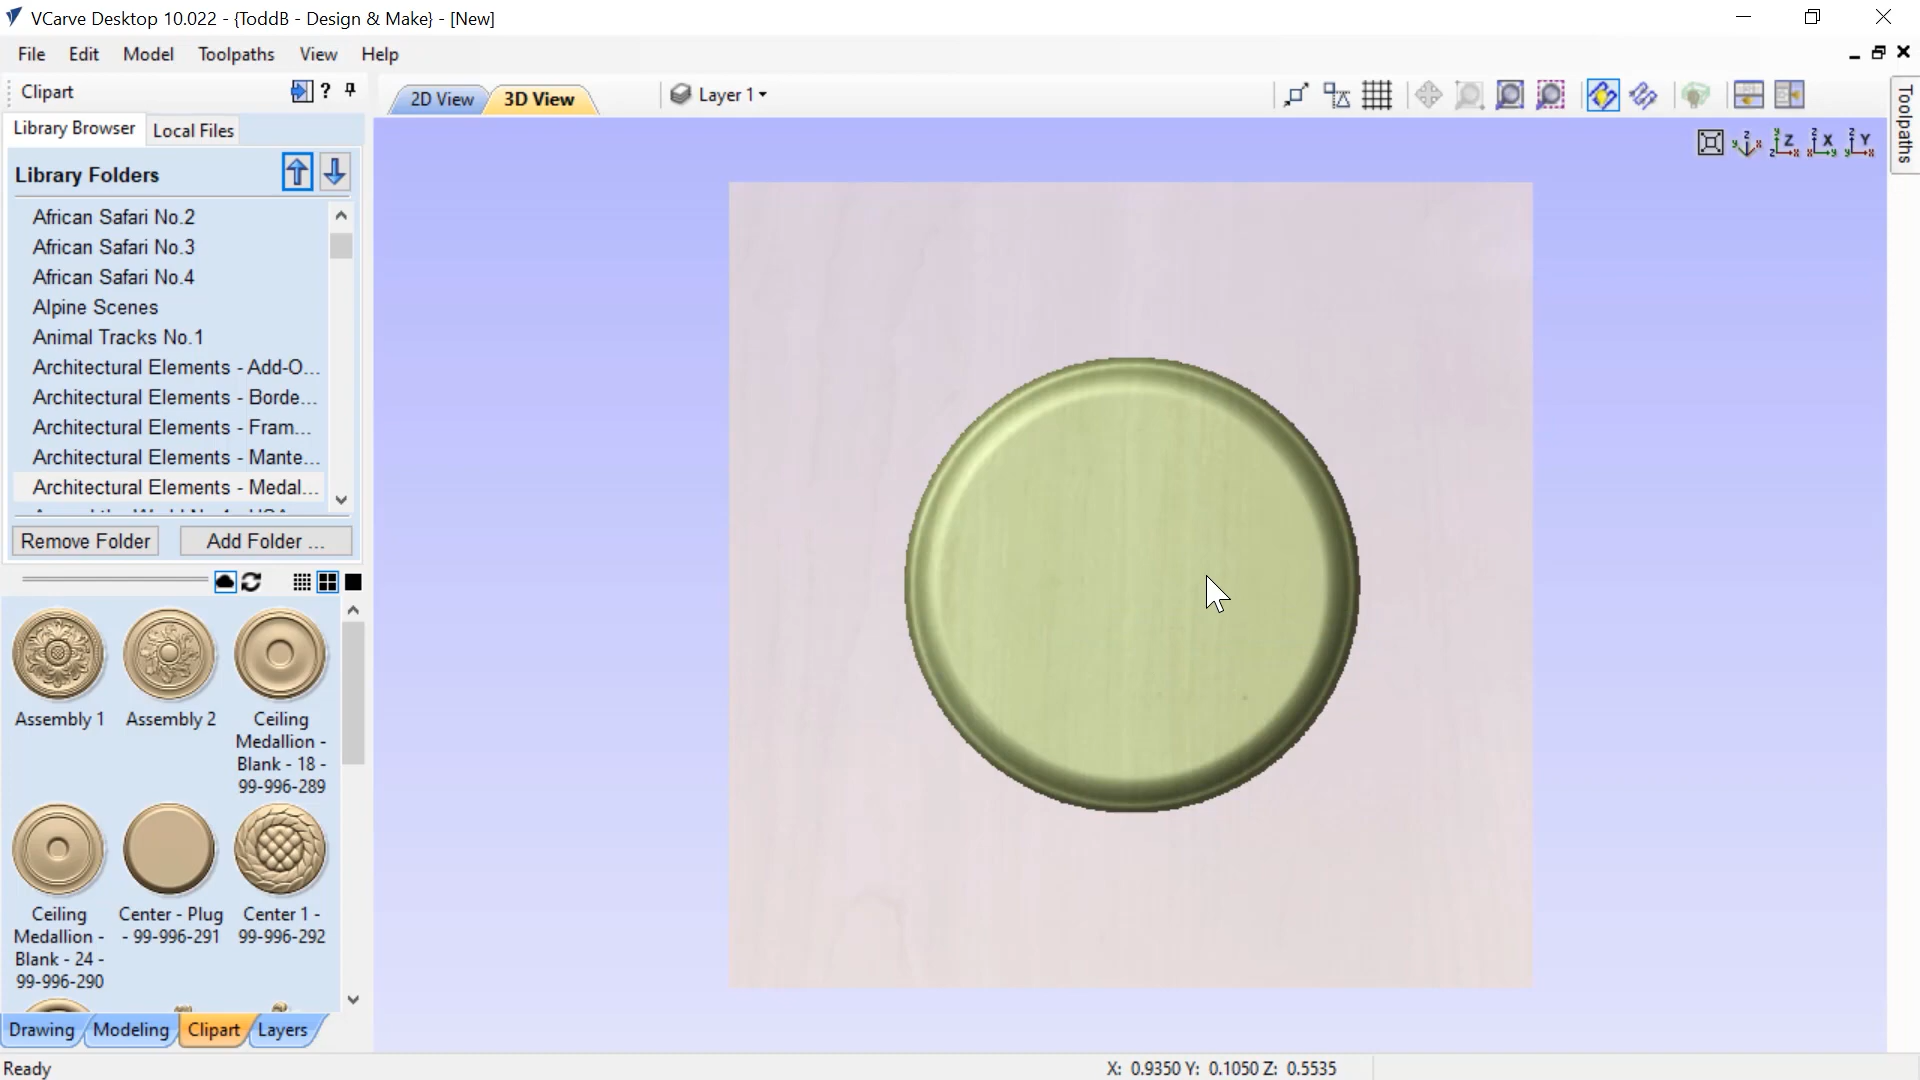 VCarve Desktop 10.022 - {ToddB - Design & Make} - [New]
File Edit Model Toolpaths View Help
Clipart
?
2D View
3D View
Layer 1
Toolpaths
Library Browser
Local Files
Library Folders
African Safari No.2
African Safari No.3
African Safari No.4
Alpine Scenes
Animal Tracks No.1
Architectural Elements - Add-O...
Architectural Elements - Borde...
Architectural Elements - Fram...
Architectural Elements - Mante...
Architectural Elements - Medal...
Remove Folder
Add Folder ...
Assembly 1
Assembly 2
Ceiling
Medallion -
Blank - 18 -
99-996-289
Ceiling
Medallion -
Blank - 24 -
99-996-290
Center - Plug
- 99-996-291
Center 1 -
99-996-292
Drawing
Modeling
Clipart
Layers
Ready
X: 0.9350 Y: 0.1050 Z: 0.5535